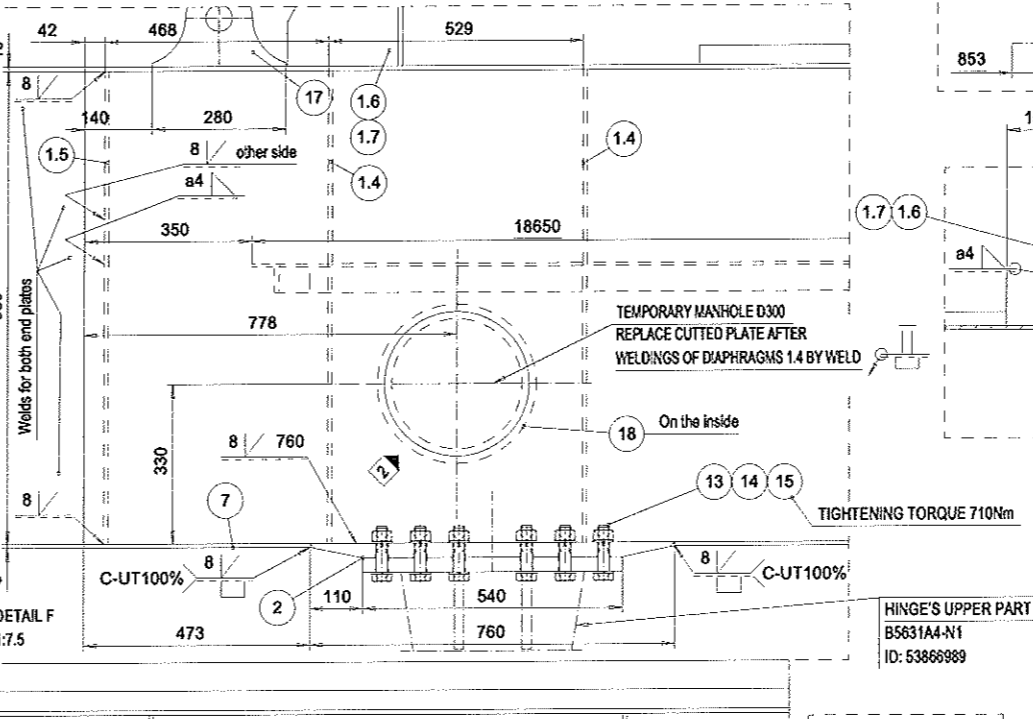 42
468
529
853
8
17
1.6
140
280
1.7
1.5
8
other side
1.4
a4
1.4
1.7
1.6
350
18650
a4
Welds for both end plates
778
TEMPORARY MANHOLE D300
REPLACE CUTTED PLATE AFTER
WELDINGS OF DIAPHRAGMS 1.4 BY WELD
18
On the inside
330
8
760
2
13
14
15
8
7
TIGHTENING TORQUE 710Nm
C-UT100%
8
8
C-UT100%
2
110
540
DETAIL F
473
760
HINGE'S UPPER PART
B5631A4-N1
ID: 53866989